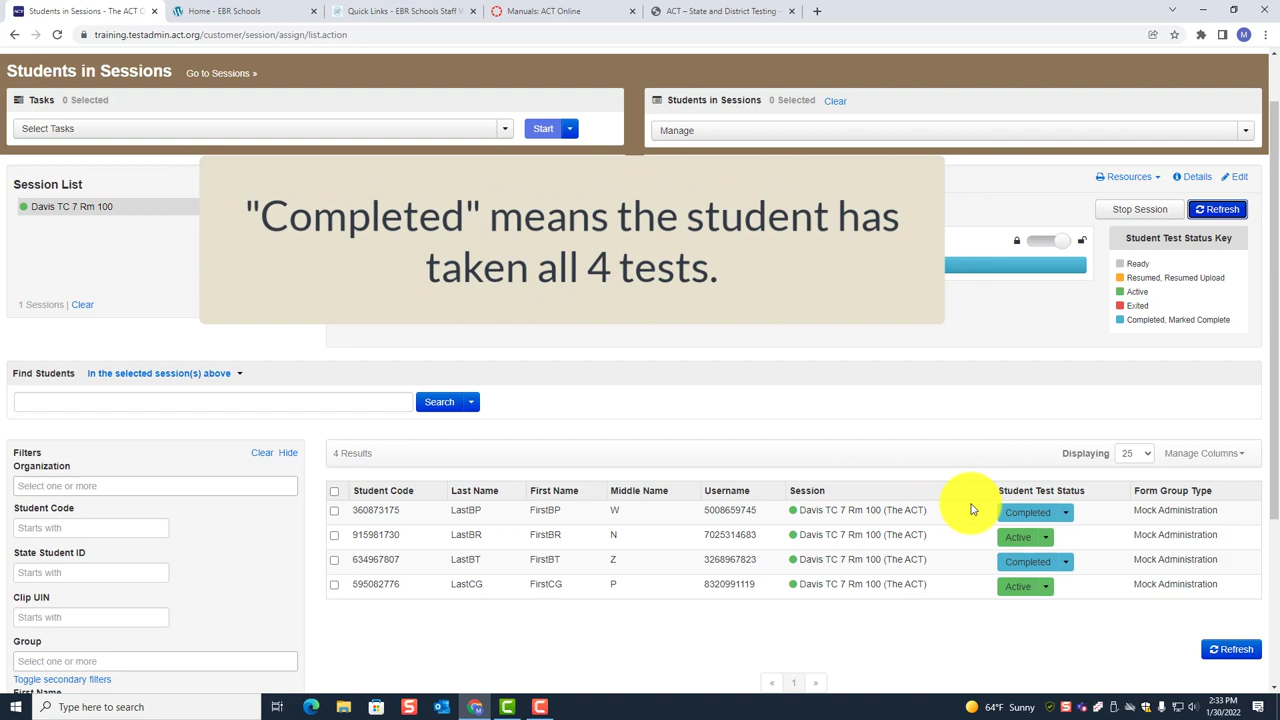 Students in Sessions - The ACT C
Home - EBR Schools
Quick Links - EBR Schools Staff W
Manuals: ACT Online
ACT – State and District Testing -
training.testadmin.act.org/customer/session/assign/list.action
M
Students in Sessions Go to Sessions »
Tasks 0 Selected
Students in Sessions 0 Selected Clear
Select Tasks Start
Manage
Session List
Resources Details Edit
Davis TC 7 Rm 100
Stop Session Refresh
"Completed" means the student has
taken all 4 tests.
Student Test Status Key
Ready
Resumed, Resumed Upload
Active
Exited
Completed, Marked Complete
1 Sessions | Clear
Find Students In the selected session(s) above
Search
Filters Clear Hide
4 Results Displaying 25 Manage Columns
Organization
Select one or more
Student Code
Starts with
State Student ID
Starts with
Clip UIN
Starts with
Group
Select one or more
Toggle secondary filters
Student Code Last Name First Name Middle Name Username Session Student Test Status Form Group Type
360873175 LastBP FirstBP W 5008659745 Davis TC 7 Rm 100 (The ACT) Completed Mock Administration
915981730 LastBR FirstBR N 7025314683 Davis TC 7 Rm 100 (The ACT) Active Mock Administration
634967807 LastBT FirstBT Z 3268967823 Davis TC 7 Rm 100 (The ACT) Completed Mock Administration
595082776 LastCG FirstCG P 8320991119 Davis TC 7 Rm 100 (The ACT) Active Mock Administration
Refresh
« 1 »
Type here to search
64°F Sunny
2:33 PM
1/30/2022